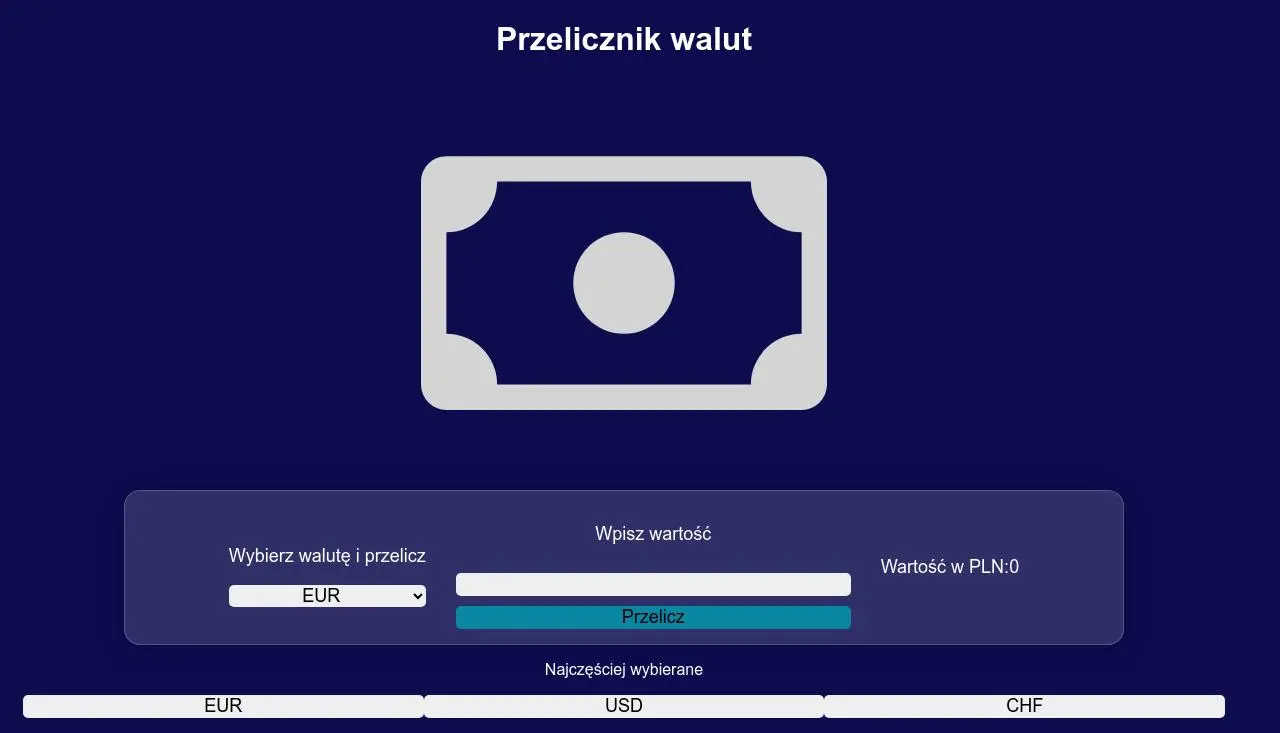 Przelicznik walut
Wybierz walutę i przelicz
EUR
Wpisz wartość
Przelicz
Wartość w PLN:0
Najczęściej wybierane
EUR
USD
CHF